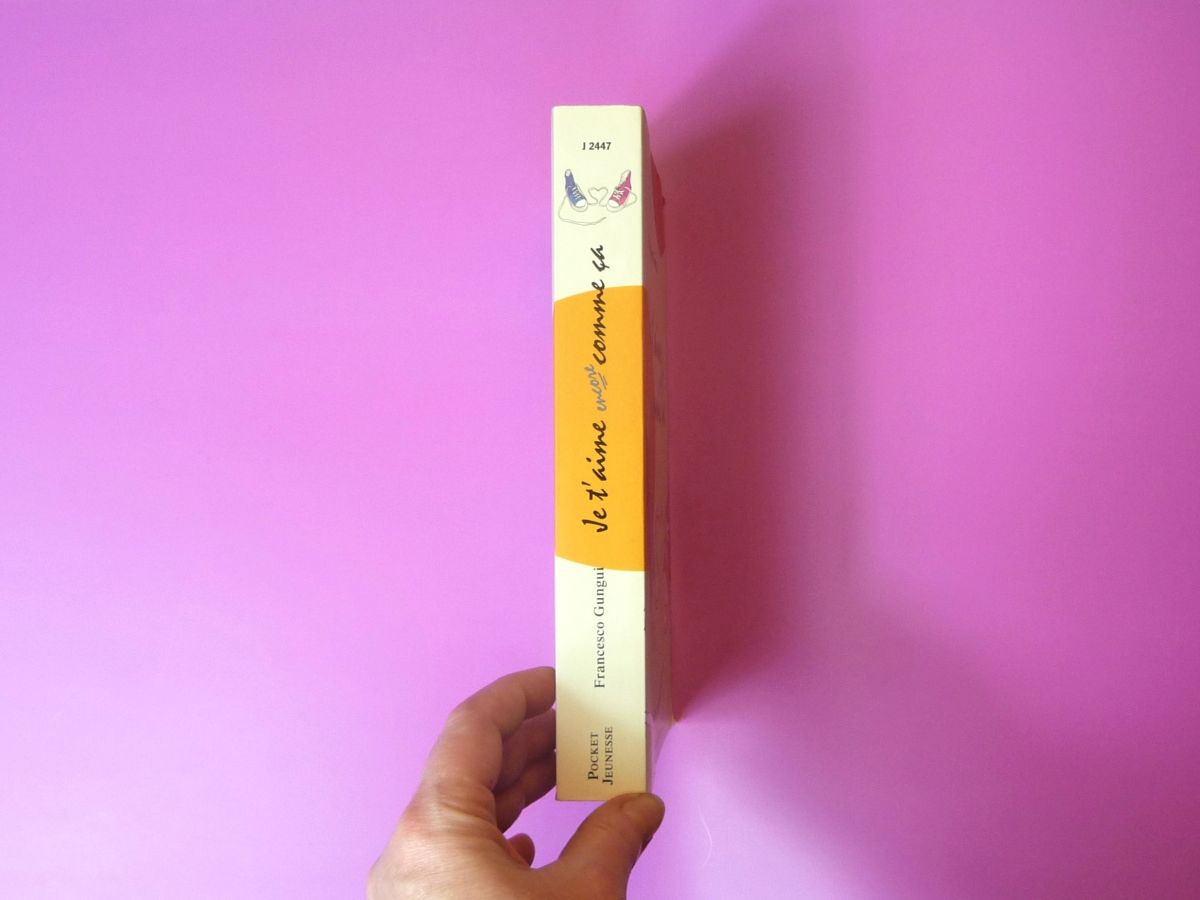 J 2447
Je t'aime encore comme ça
Francesco Gungui
POCKET
JEUNESSE